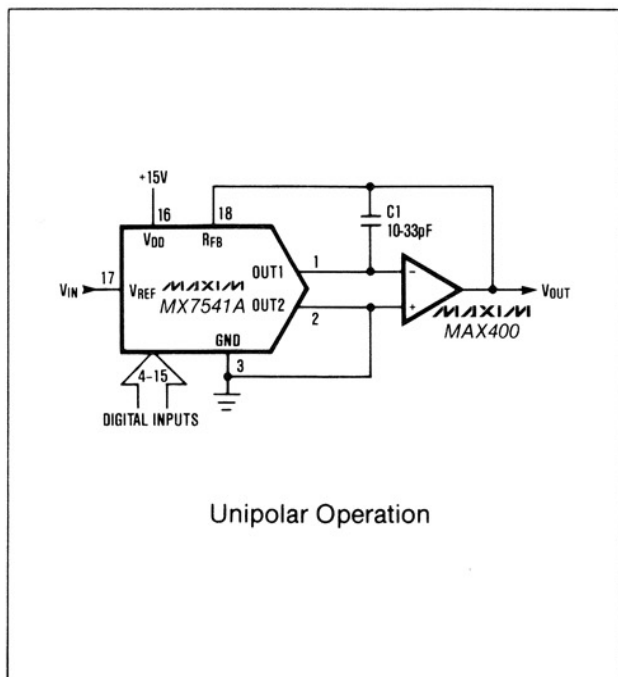 +15V
16
18
VDD
RFB
C1
10-33pF
1
OUT1
VIN
17
VREF
MAXIM
MX7541A
OUT2
2
-
+
VOUT
MAXIM
MAX400
GND
3
4-15
DIGITAL INPUTS
Unipolar Operation